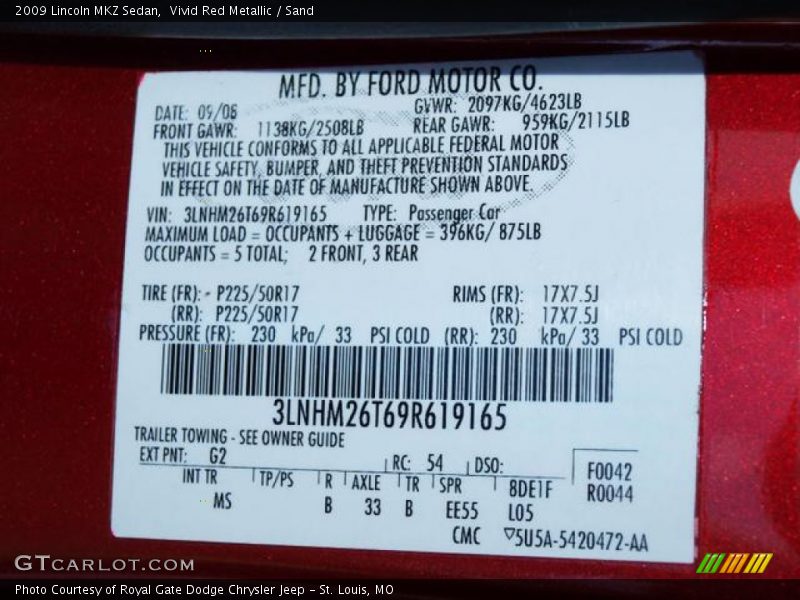 2009 Lincoln MKZ Sedan,  Vivid Red Metallic / Sand
MFD. BY FORD MOTOR CO.
DATE: 09/08 GVWR: 2097KG/4623LB
FRONT GAWR: 1138KG/2508LB REAR GAWR: 959KG/2115LB
THIS VEHICLE CONFORMS TO ALL APPLICABLE FEDERAL MOTOR
VEHICLE SAFETY, BUMPER, AND THEFT PREVENTION STANDARDS
IN EFFECT ON THE DATE OF MANUFACTURE SHOWN ABOVE.
VIN: 3LNHM26T69R619165 TYPE: Passenger Car
MAXIMUM LOAD = OCCUPANTS + LUGGAGE = 396KG/ 875LB
OCCUPANTS = 5 TOTAL; 2 FRONT, 3 REAR
TIRE (FR): - P225/50R17 RIMS (FR): 17X7.5J
(RR): P225/50R17 (RR): 17X7.5J
PRESSURE (FR): 230 kPa/ 33 PSI COLD (RR): 230 kPa/ 33 PSI COLD
3LNHM26T69R619165
TRAILER TOWING - SEE OWNER GUIDE
EXT PNT: G2 RC: 54 DSO: F0042
INT TR TP/PS R AXLE TR SPR 8DE1F R0044
MS B 33 B EE55 L05
CMC ▽5U5A-5420472-AA
GTCARLOT.COM
Photo Courtesy of Royal Gate Dodge Chrysler Jeep – St. Louis, MO